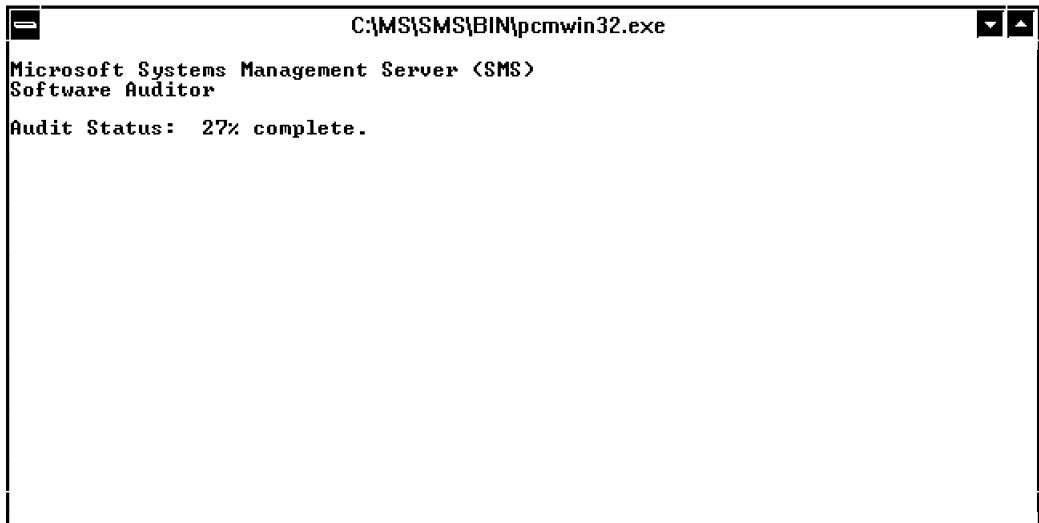 C:\MS\SMS\BIN\pcmwin32.exe
Microsoft Systems Management Server (SMS)
Software Auditor
Audit Status:  27% complete.